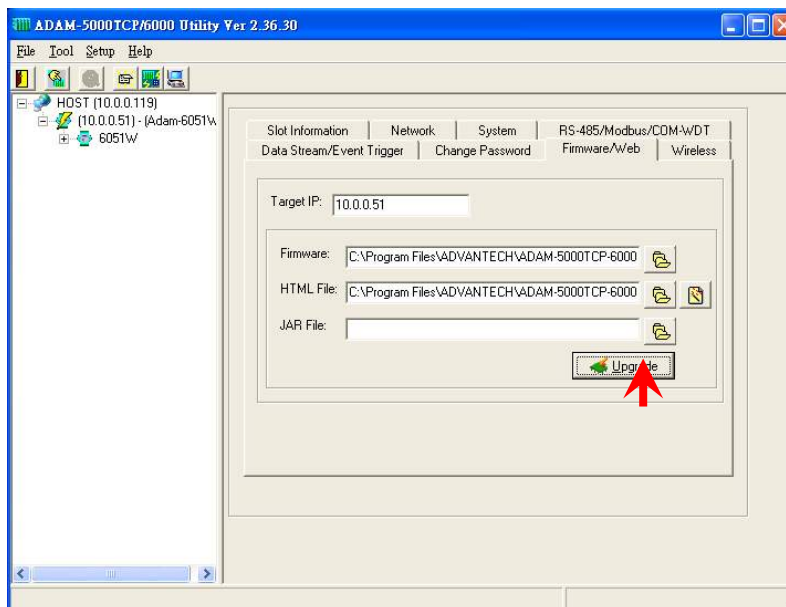 ADAM-5000TCP/6000 Utility Ver 2.36.30
File Tool Setup Help
HOST (10.0.0.119)
(10.0.0.51) - (Adam-6051W
6051W
Slot Information Network System RS-485/Modbus/COM-WDT
Data Stream/Event Trigger Change Password Firmware/Web Wireless
Target IP: 10.0.0.51
Firmware: C:\Program Files\ADVANTECH\ADAM-5000TCP-6000
HTML File: C:\Program Files\ADVANTECH\ADAM-5000TCP-6000
JAR File:
Upgrade